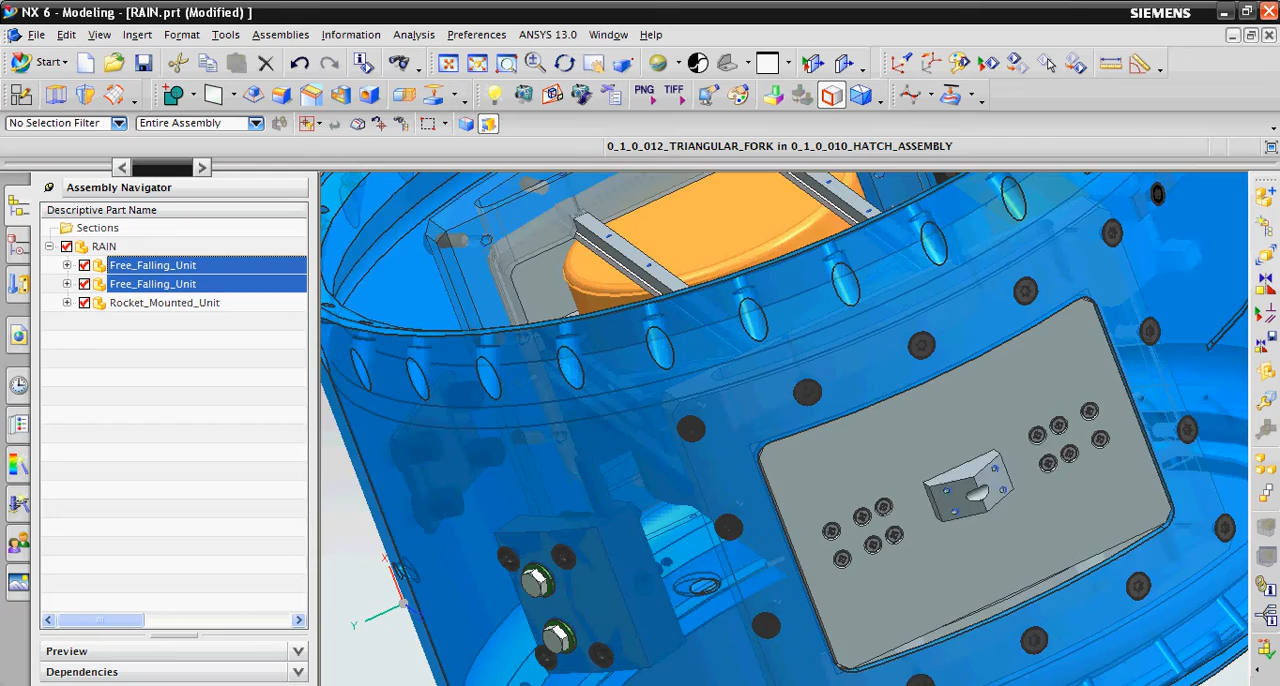 NX 6 - Modeling - [RAIN.prt (Modified) ]
SIEMENS
File Edit View Insert Format Tools Assemblies Information Analysis Preferences ANSYS 13.0 Window Help
Start
PNG TIFF
No Selection Filter Entire Assembly
0_1_0_012_TRIANGULAR_FORK in 0_1_0_010_HATCH_ASSEMBLY
Assembly Navigator
Descriptive Part Name
Sections
RAIN
Free_Falling_Unit
Free_Falling_Unit
Rocket_Mounted_Unit
X
Y
Preview
Dependencies